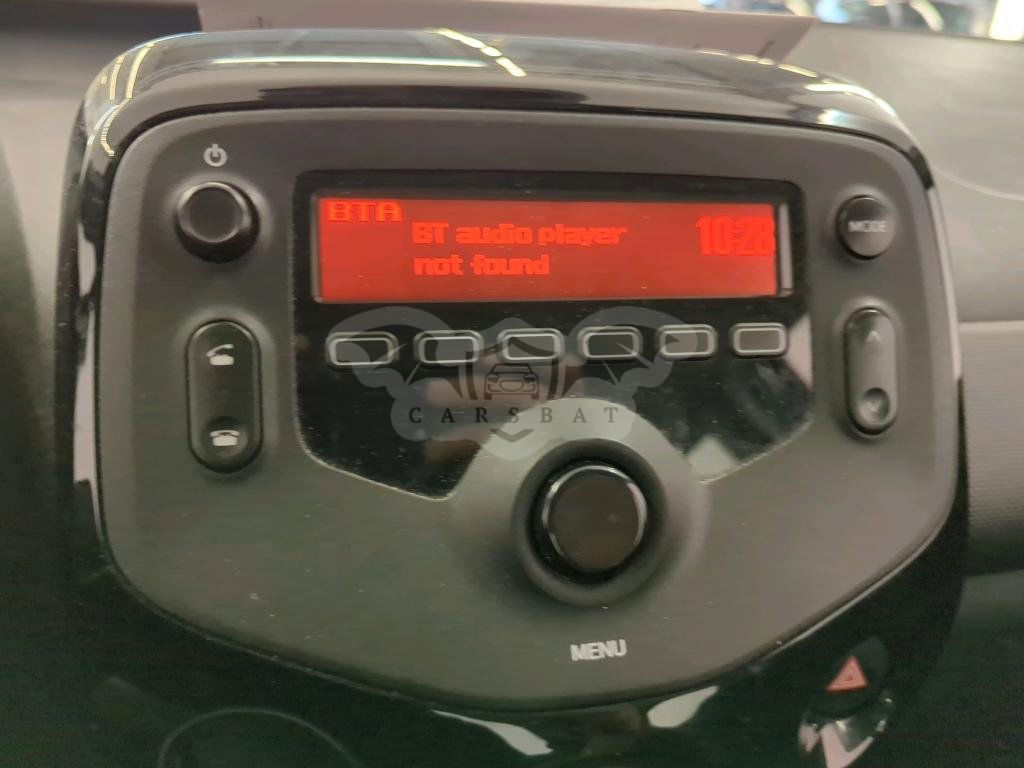 BTA
BT audio player
not found
10:28
MODE
CARSBAT
MENU